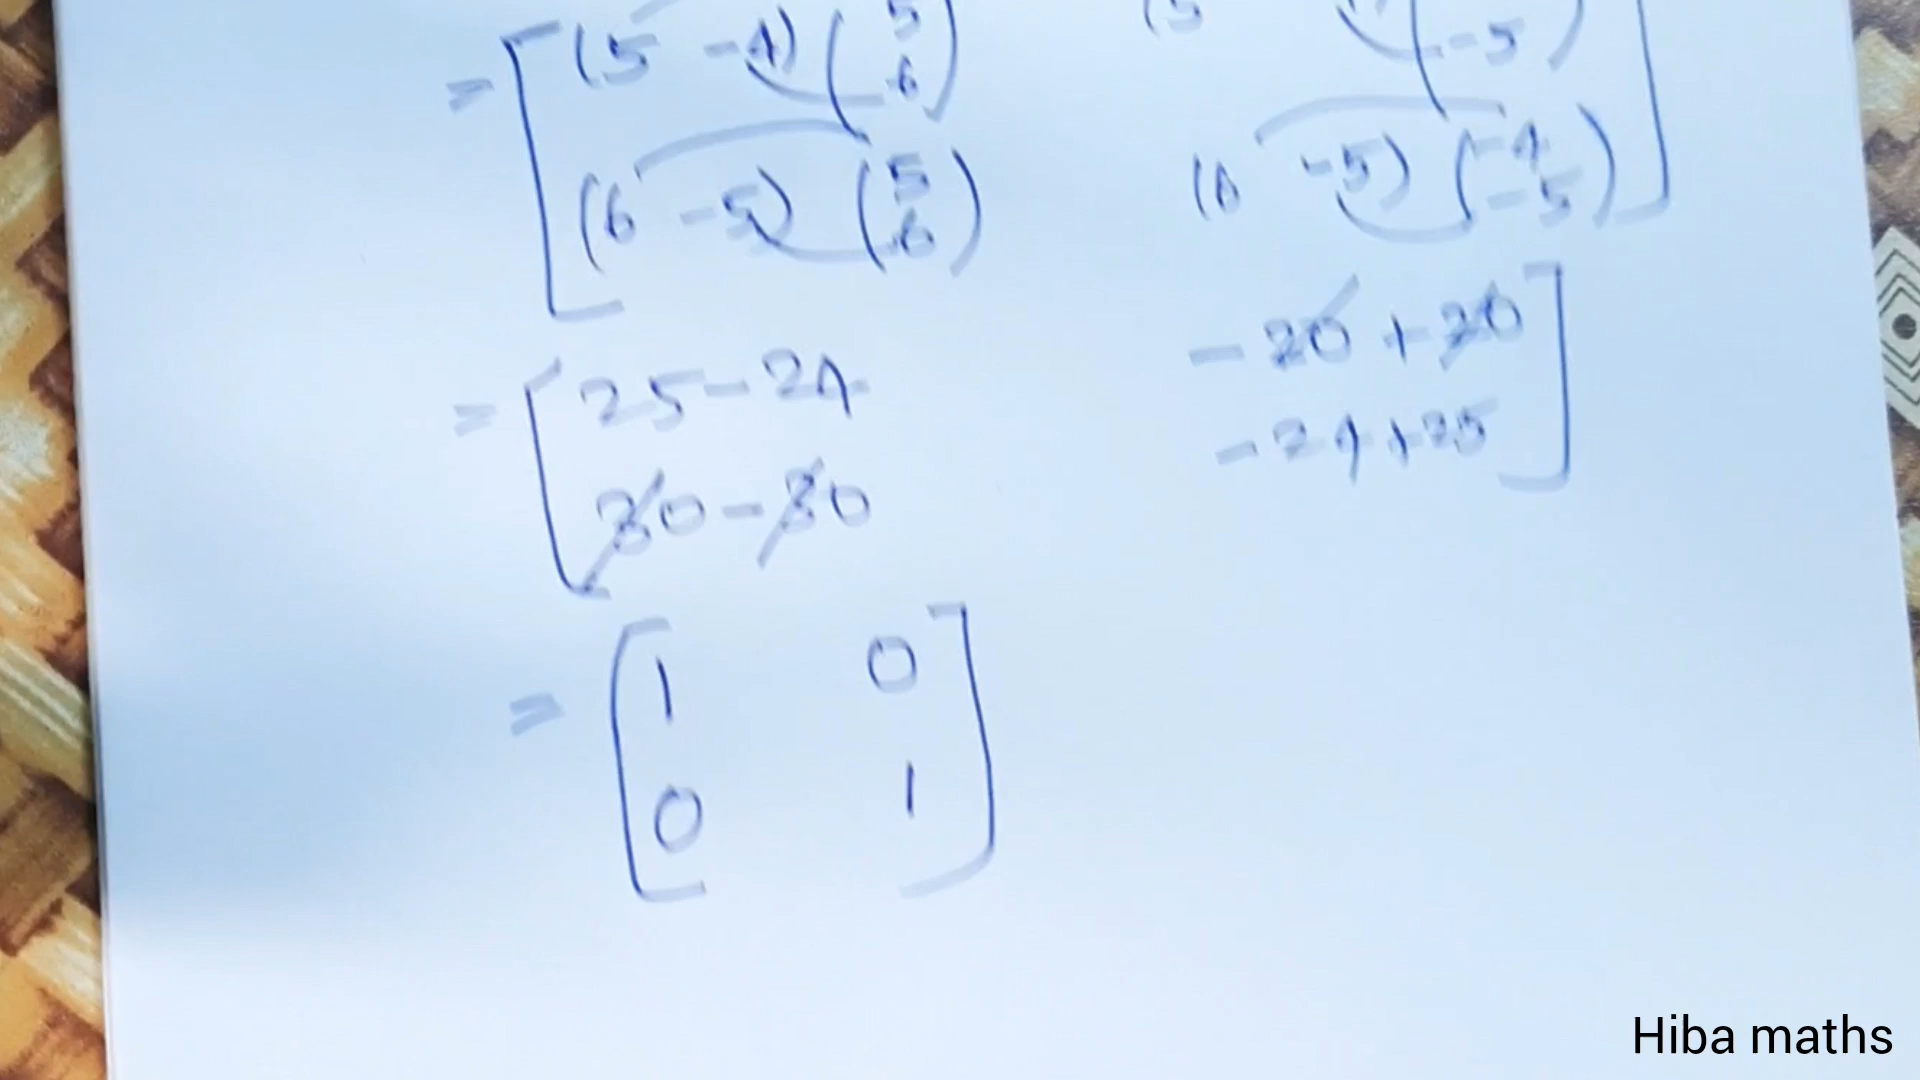 = [ (5 -4) ( 5
6 ) (5 -4
-5 ) ]
(6 -5) ( 5
6 ) (6 -5) ( -4
-5 )
= [ 25 - 24 -20 + 20 ]
30 - 30 -24 + 25
= [ 1 0 ]
0 1
Hiba maths